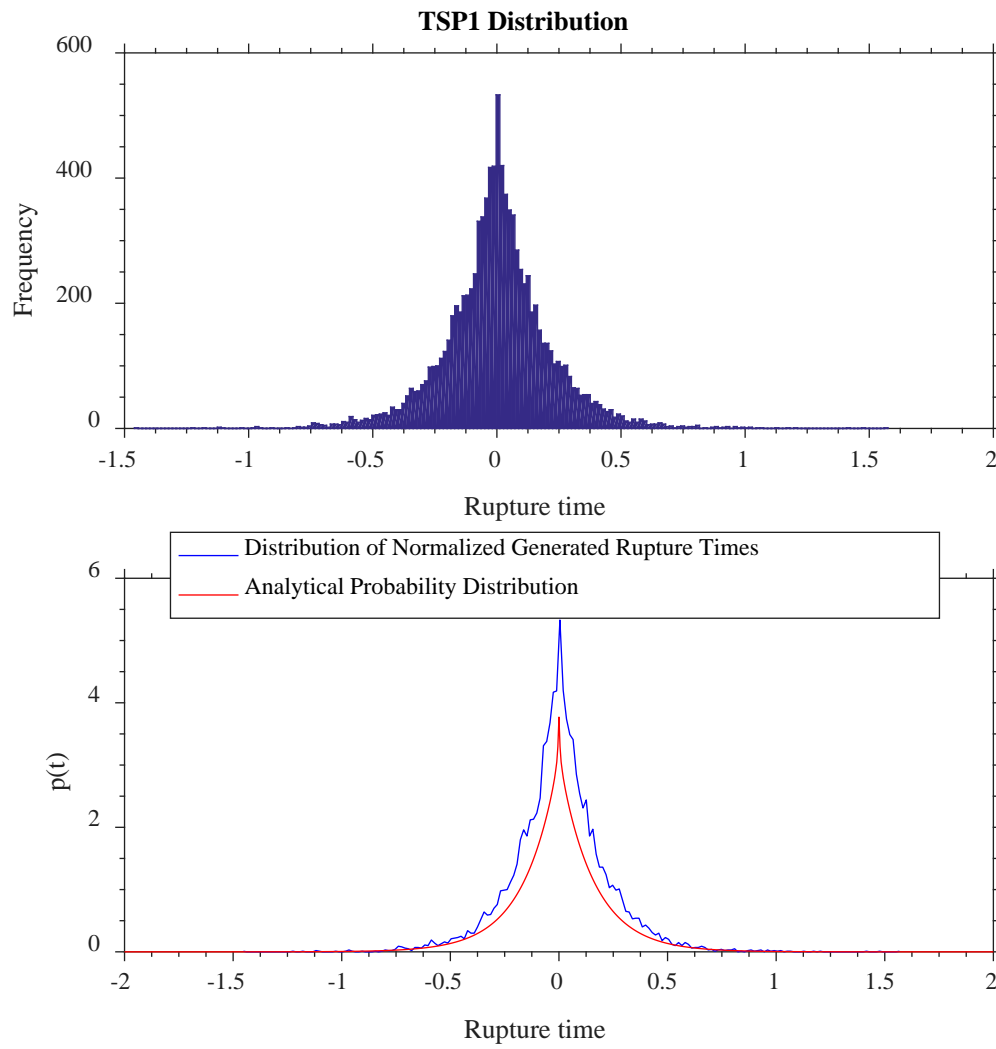 TSP1 Distribution
600
400
200
0
Frequency
-1.5 -1 -0.5 0 0.5 1 1.5 2
Rupture time
Distribution of Normalized Generated Rupture Times
Analytical Probability Distribution
6
4
2
0
p(t)
-2 -1.5 -1 -0.5 0 0.5 1 1.5 2
Rupture time